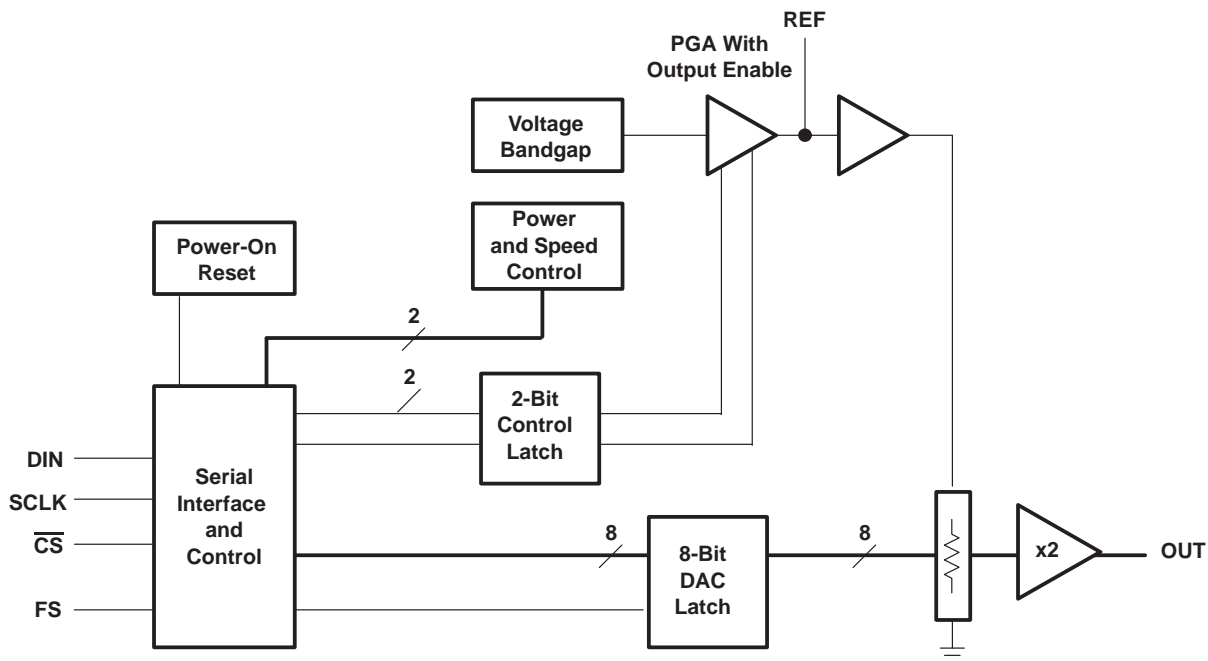 REF
PGA With
Output Enable
Voltage
Bandgap
Power
and Speed
Control
Power-On
Reset
2
2
2-Bit
Control
Latch
DIN
SCLK
CS
FS
Serial
Interface
and
Control
8
8-Bit
DAC
Latch
8
x2
OUT